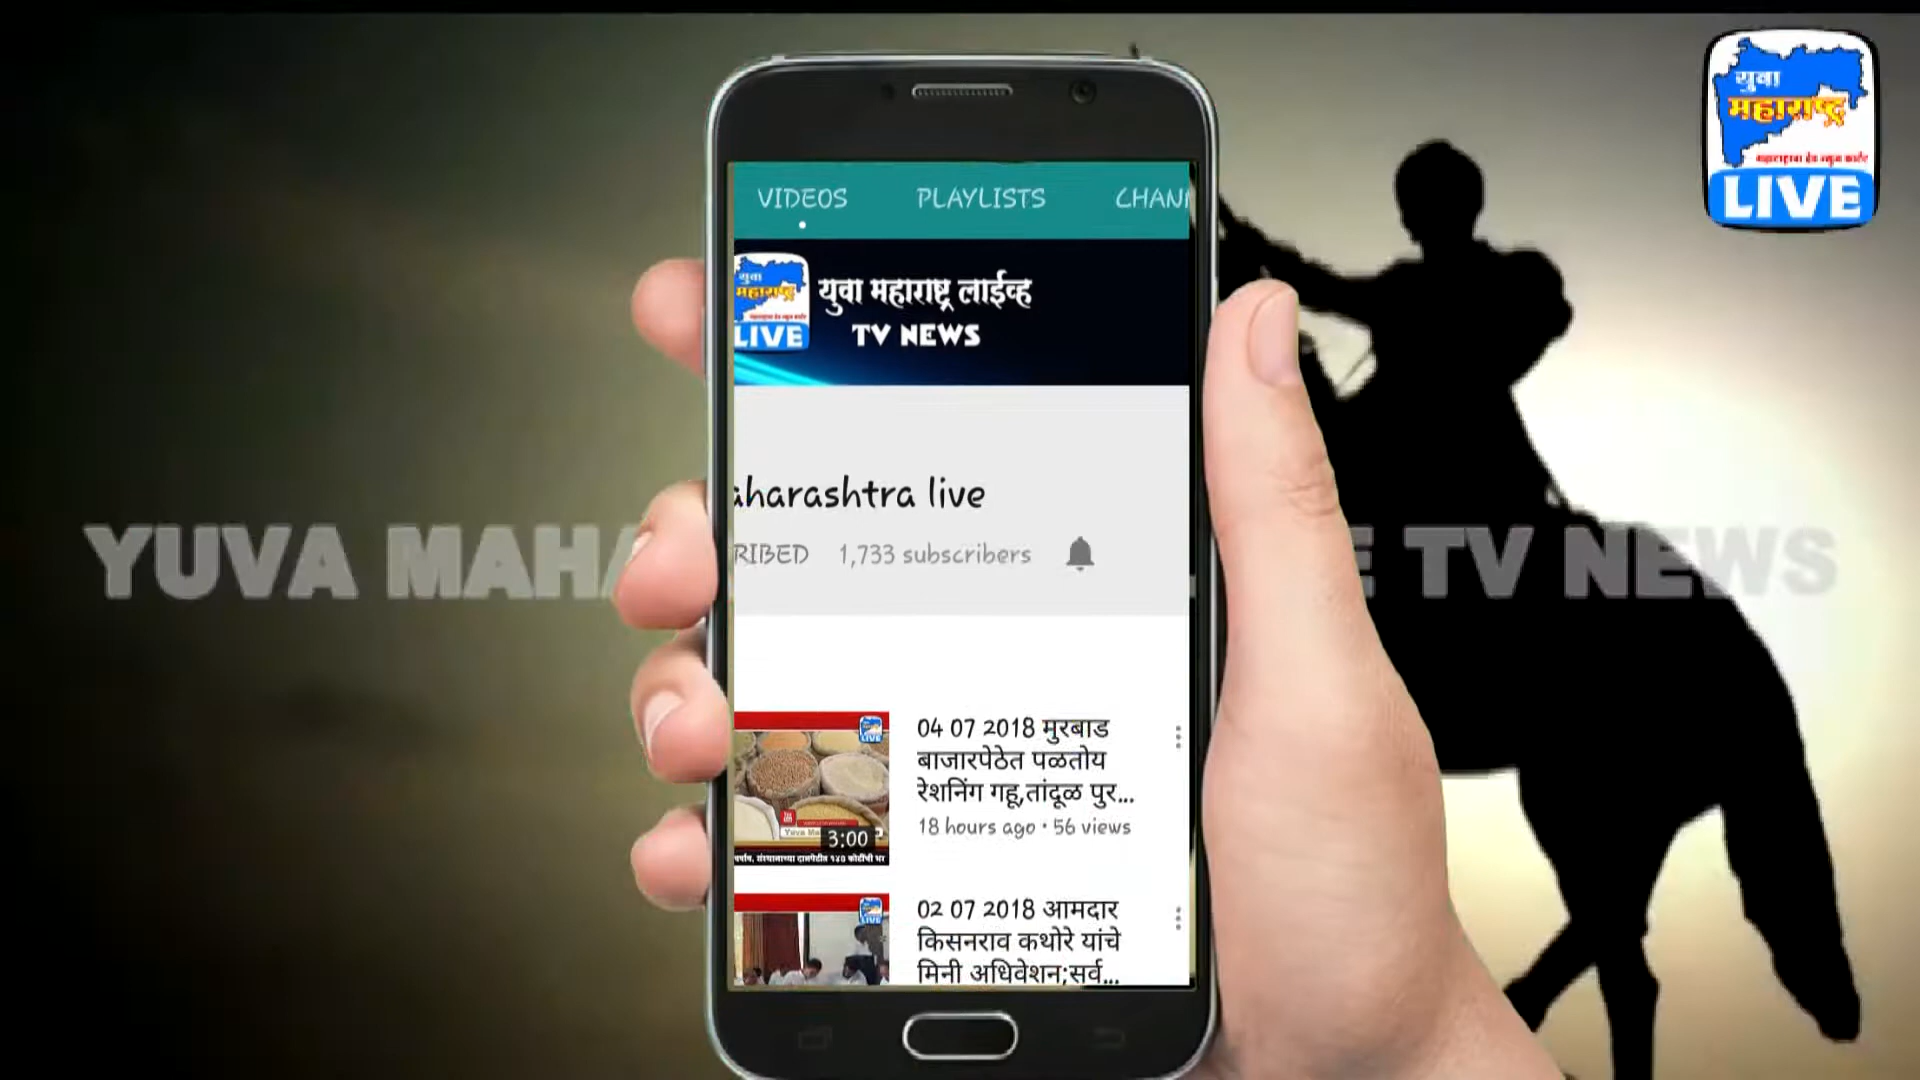 युवा
महाराष्ट्र
LIVE
VIDEOS PLAYLISTS CHAN
युवा
महाराष्ट्र
LIVE
युवा महाराष्ट्र लाईव्ह
TV NEWS
aharashtra live
RIBED 1,733 subscribers
YUVA MAHA E TV NEWS
LIVE
04 07 2018 मुरबाड
बाजारपेठेत पळतोय
रेशनिंग गहू,तांदूळ पुर...
18 hours ago • 56 views
3:00
LIVE
02 07 2018 आमदार
किसनराव कथोरे यांचे
मिनी अधिवेशन;सर्व...